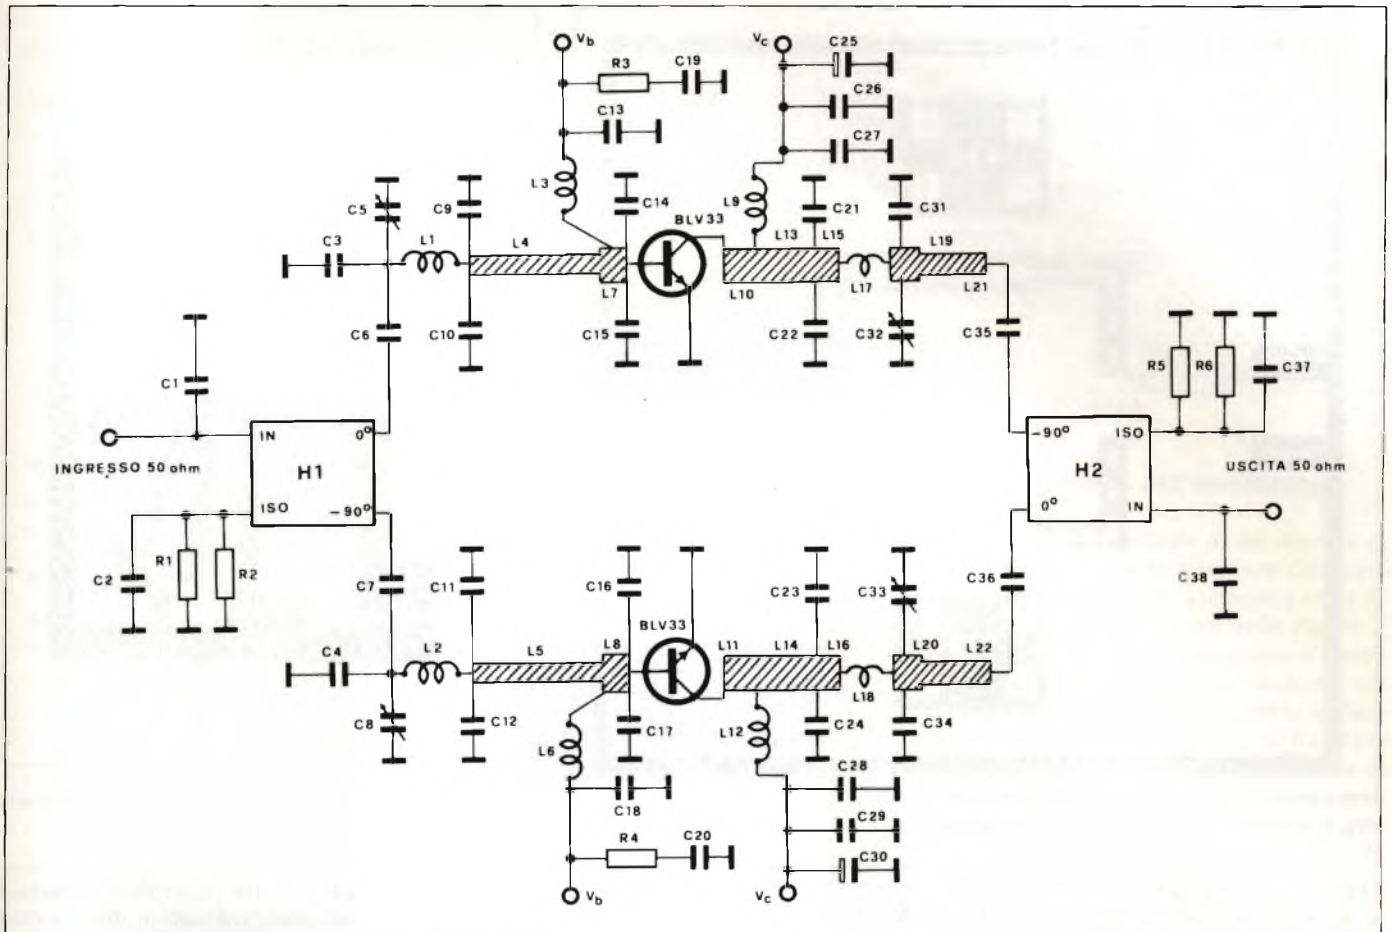 Vb
Vc
C25
R3
C19
C26
C13
C27
L3
C14
L9
C21
C31
C5
C9
BLV33
C3
L1
L4
L13
L15
L19
L7
L10
L17
L21
C6
C10
C15
C22
C32
C35
C1
R5
R6
C37
IN
0°
-90°
ISO
H1
H2
INGRESSO 50 ohm
USCITA 50 ohm
ISO
-90°
0°
IN
C2
R1
R2
C7
C11
C16
C23
C33
C36
C38
BLV33
C4
L2
L5
L8
L11
L14
L16
L20
L22
L18
C8
C12
L6
C17
L12
C24
C34
C28
C18
C29
R4
C20
C30
Vb
Vc